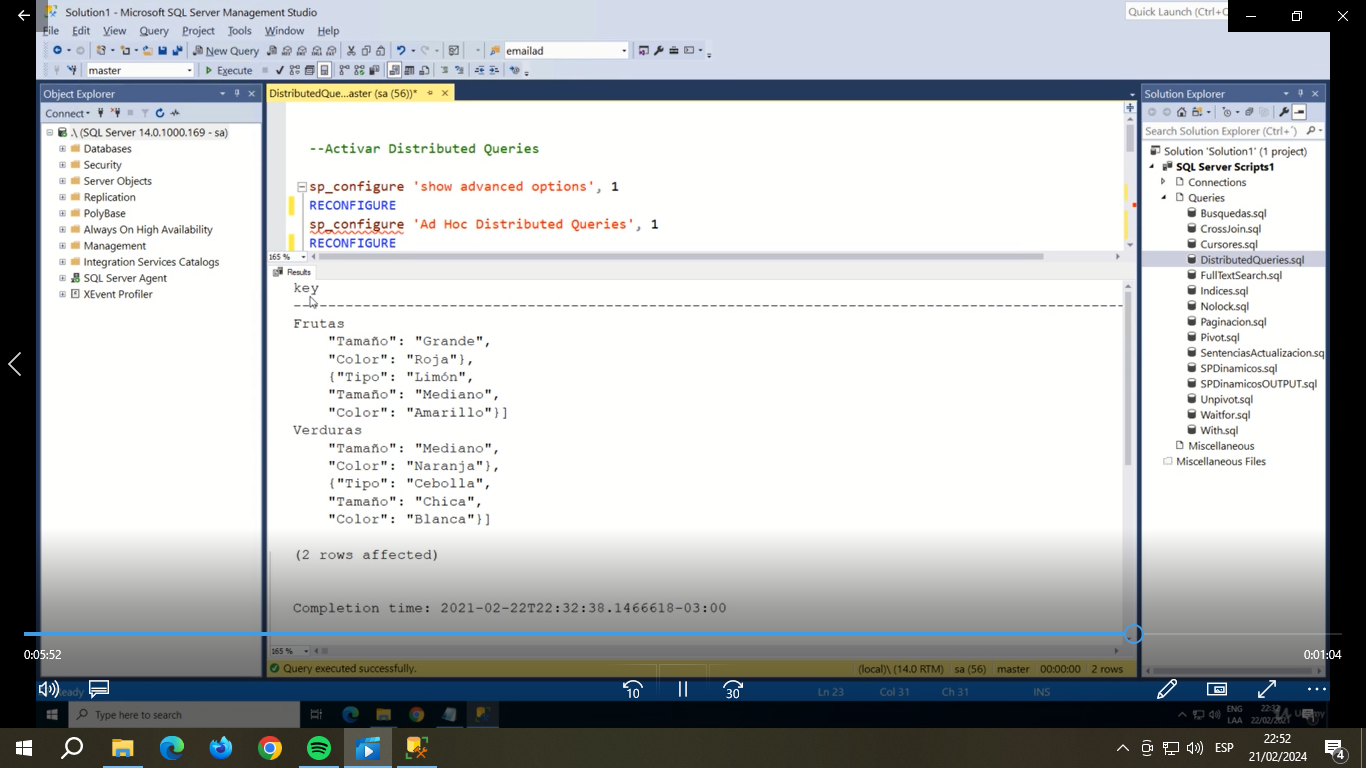 Solution1 - Microsoft SQL Server Management Studio
Quick Launch (Ctrl+Q
File Edit View Query Project Tools Window Help
New Query
emailad
master
Execute
Object Explorer
DistributedQue...aster (sa (56))*
Solution Explorer
Connect
Search Solution Explorer (Ctrl+´)
.\ (SQL Server 14.0.1000.169 - sa)
Databases
Security
Server Objects
Replication
PolyBase
Always On High Availability
Management
Integration Services Catalogs
SQL Server Agent
XEvent Profiler
--Activar Distributed Queries
sp_configure 'show advanced options', 1
RECONFIGURE
sp_configure 'Ad Hoc Distributed Queries', 1
RECONFIGURE
165 %
Results
key
Frutas
"Tamaño": "Grande",
"Color": "Roja"},
{"Tipo": "Limón",
"Tamaño": "Mediano",
"Color": "Amarillo"}]
Verduras
"Tamaño": "Mediano",
"Color": "Naranja"},
{"Tipo": "Cebolla",
"Tamaño": "Chica",
"Color": "Blanca"}]
(2 rows affected)
Completion time: 2021-02-22T22:32:38.1466618-03:00
165 %
Query executed successfully.
(local)\ (14.0 RTM) sa (56) master 00:00:00 2 rows
Solution 'Solution1' (1 project)
SQL Server Scripts1
Connections
Queries
Busquedas.sql
CrossJoin.sql
Cursores.sql
DistributedQueries.sql
FullTextSearch.sql
Indices.sql
Nolock.sql
Paginacion.sql
Pivot.sql
SentenciasActualizacion.sq
SPDinamicos.sql
SPDinamicosOUTPUT.sql
Unpivot.sql
Waitfor.sql
With.sql
Miscellaneous
Miscellaneous Files
0:05:52
0:01:04
10
30
Ready
Ln 23 Col 31 Ch 31 INS
Type here to search
ENG
LAA
22:32
22/02/2021
ESP
22:52
21/02/2024
4